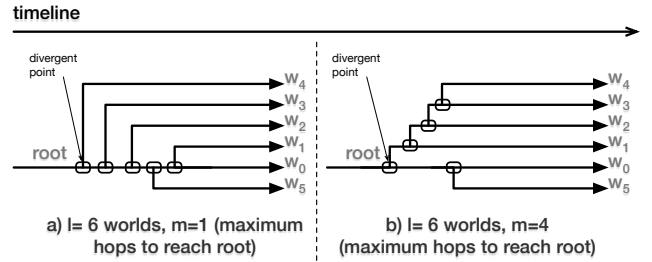 timeline
divergent
point
root
W4
W3
W2
W1
W0
W5
a) l= 6 worlds, m=1 (maximum
hops to reach root)
divergent
point
root
W4
W3
W2
W1
W0
W5
b) l= 6 worlds, m=4
(maximum hops to reach root)